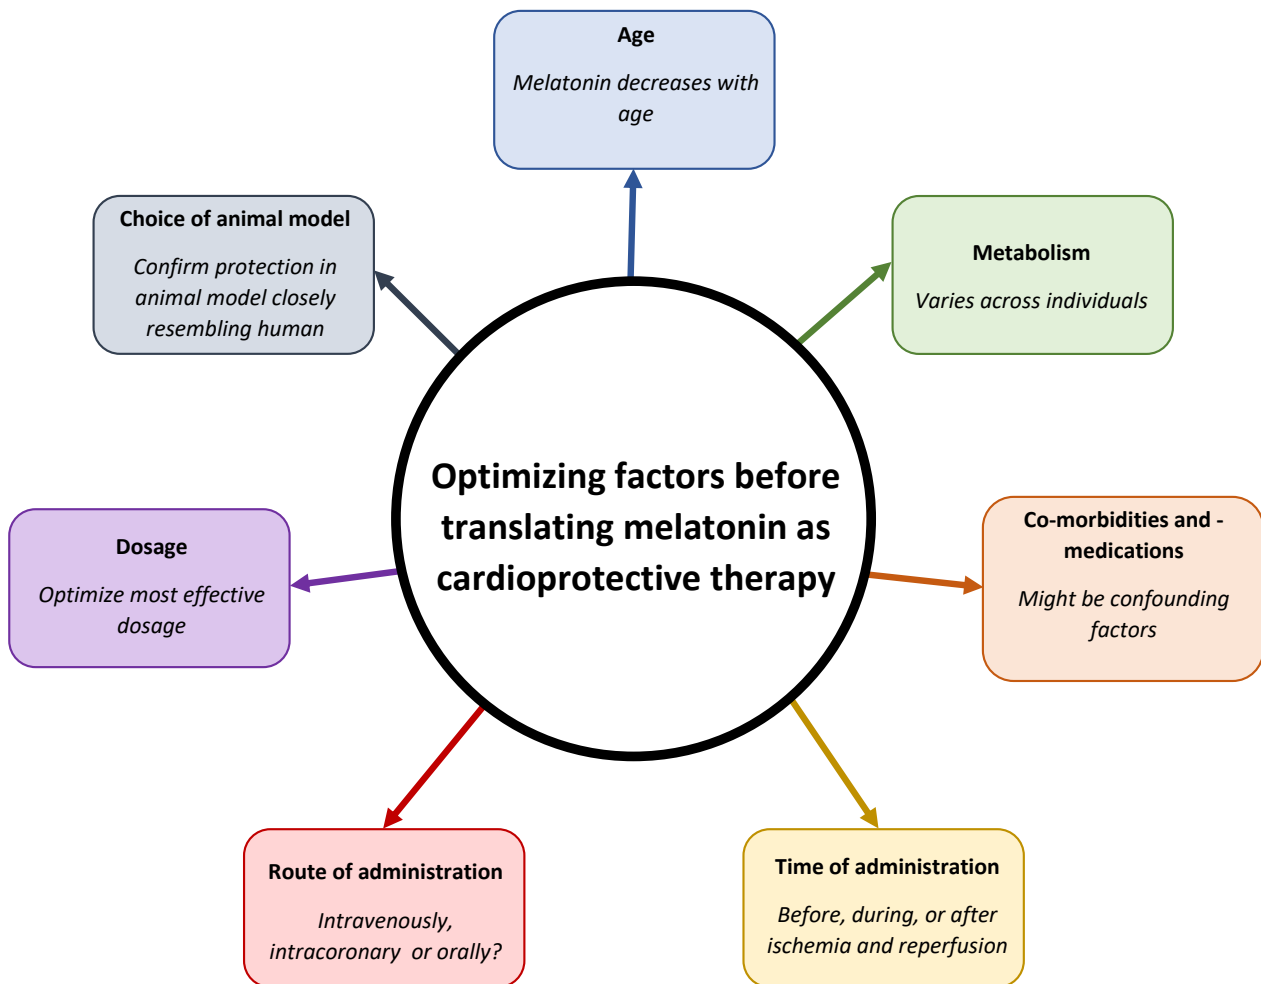 Age
Melatonin decreases with
age
Choice of animal model
Confirm protection in
animal model closely
resembling human
Metabolism
Varies across individuals
Optimizing factors before
translating melatonin as
cardioprotective therapy
Dosage
Optimize most effective
dosage
Co-morbidities and -
medications
Might be confounding
factors
Route of administration
Intravenously,
intracoronary or orally?
Time of administration
Before, during, or after
ischemia and reperfusion